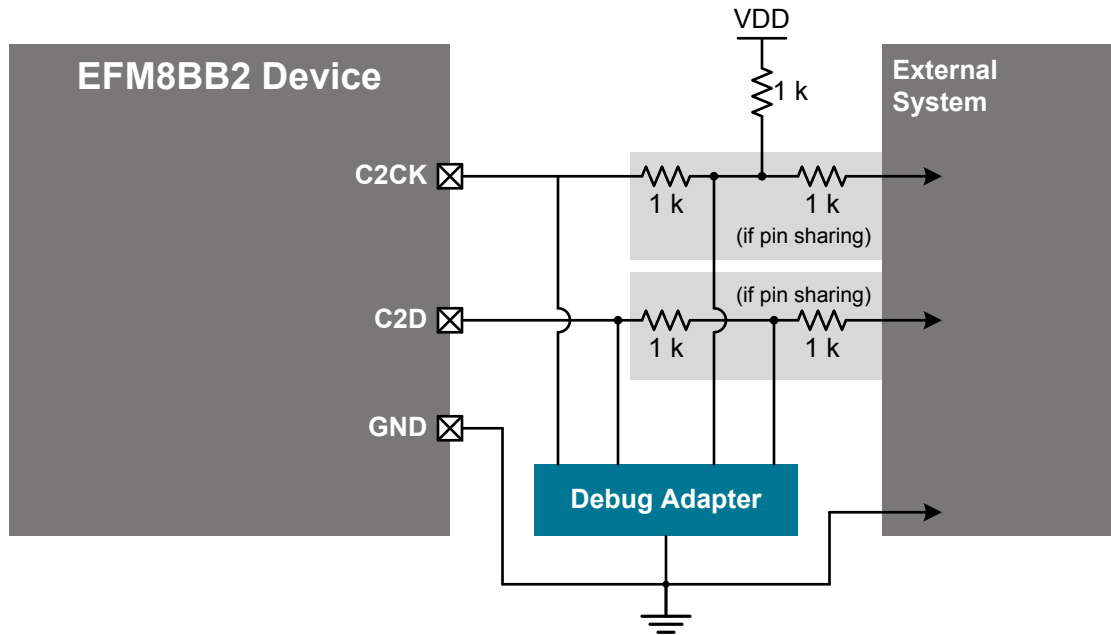 VDD
EFM8BB2 Device
External
System
1 k
C2CK
1 k
1 k
(if pin sharing)
(if pin sharing)
C2D
1 k
1 k
GND
Debug Adapter